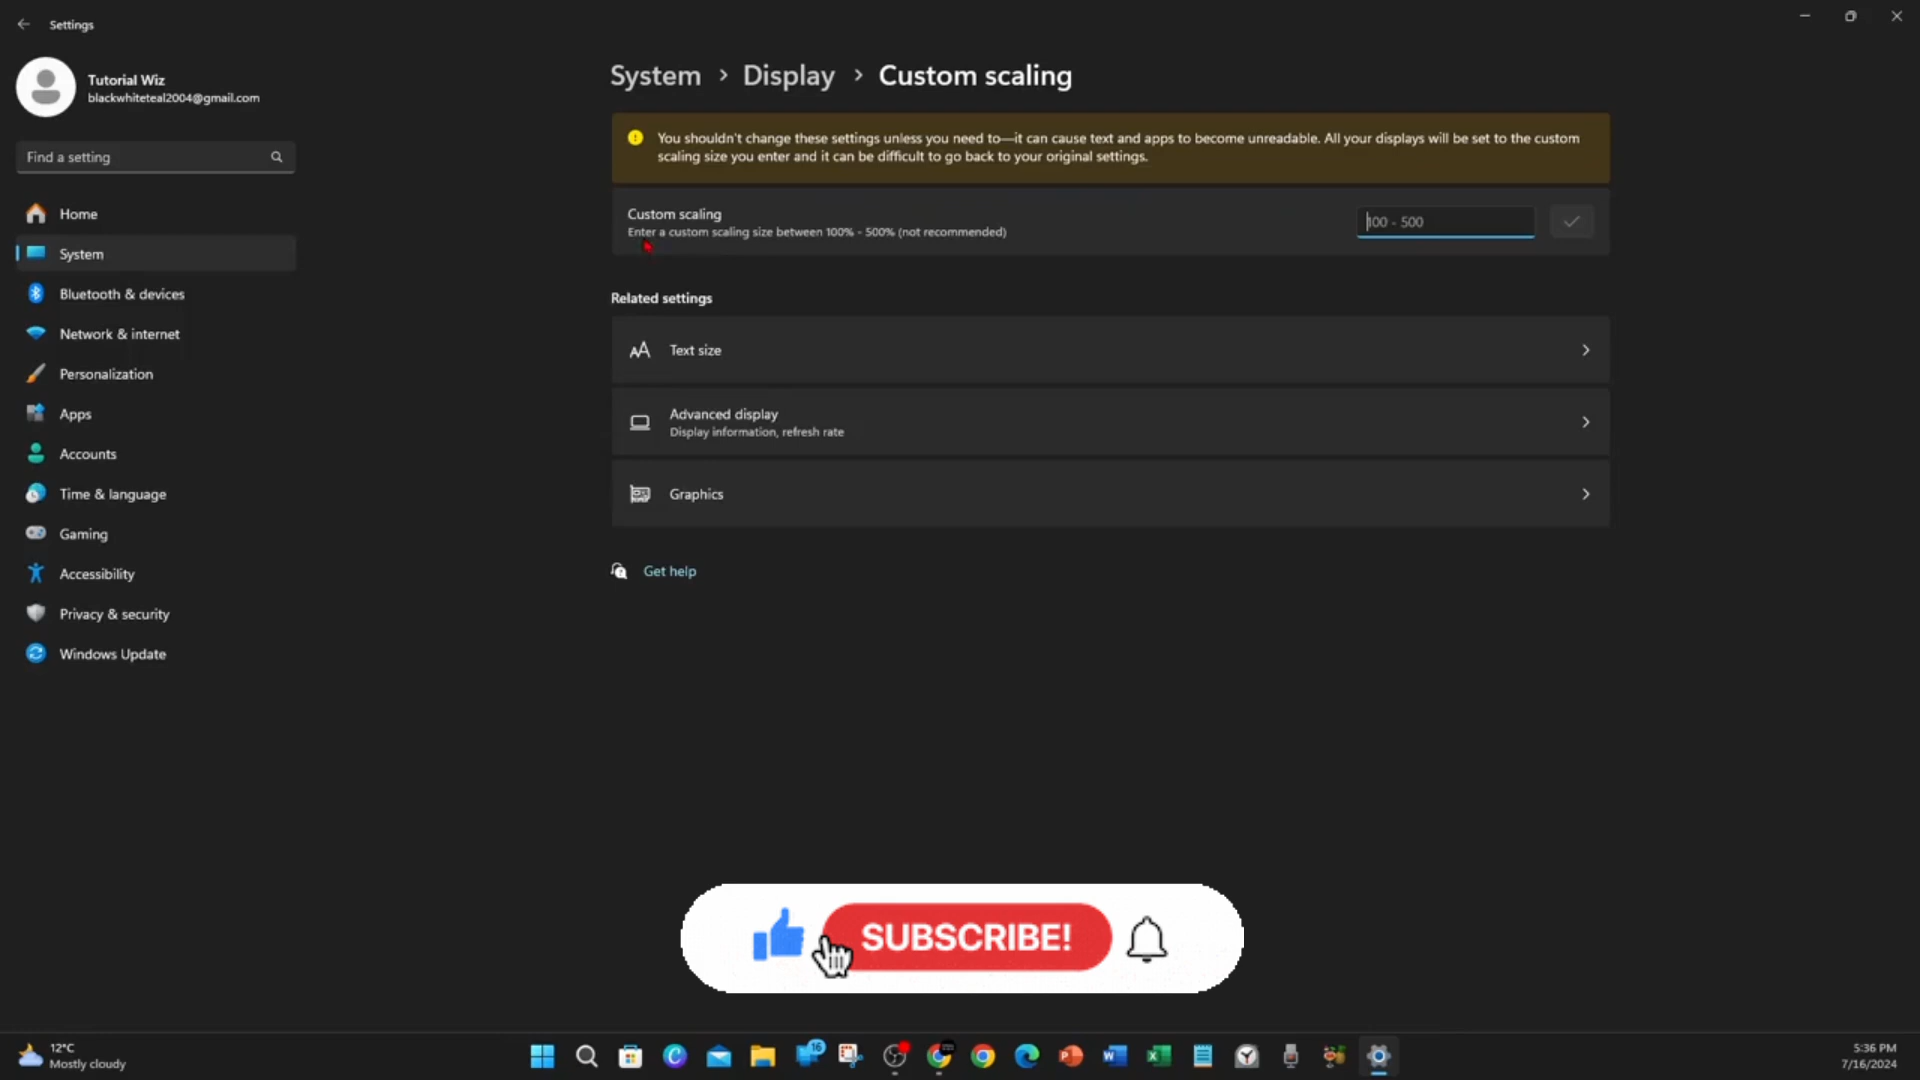 Settings
Tutorial Wiz
blackwhiteteal2004@gmail.com
Find a setting
Home
System
Bluetooth & devices
Network & internet
Personalization
Apps
Accounts
Time & language
Gaming
Accessibility
Privacy & security
Windows Update
System > Display > Custom scaling
You shouldn't change these settings unless you need to—it can cause text and apps to become unreadable. All your displays will be set to the custom
scaling size you enter and it can be difficult to go back to your original settings.
Custom scaling
Enter a custom scaling size between 100% - 500% (not recommended)
100 - 500
Related settings
Text size
Advanced display
Display information, refresh rate
Graphics
Get help
SUBSCRIBE!
12°C
Mostly cloudy
16
5:36 PM
7/16/2024